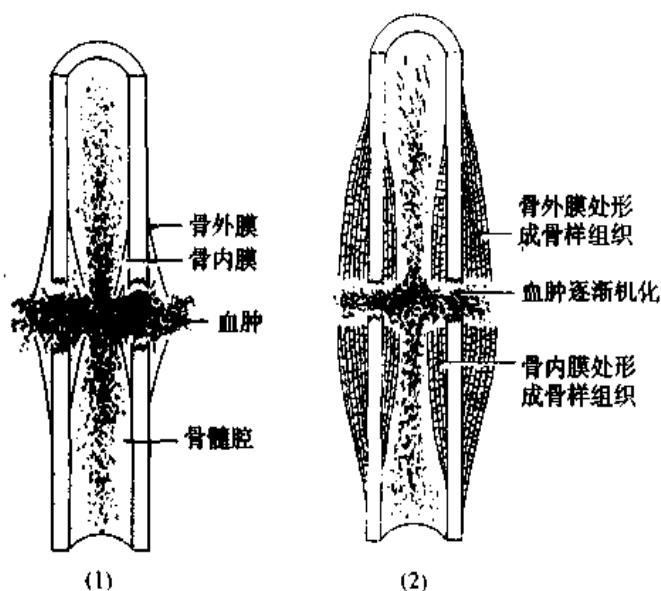 骨外膜
骨内膜
血肿
骨髓腔
(1)
骨外膜处形
成骨样组织
血肿逐渐机化
骨内膜处形
成骨样组织
(2)